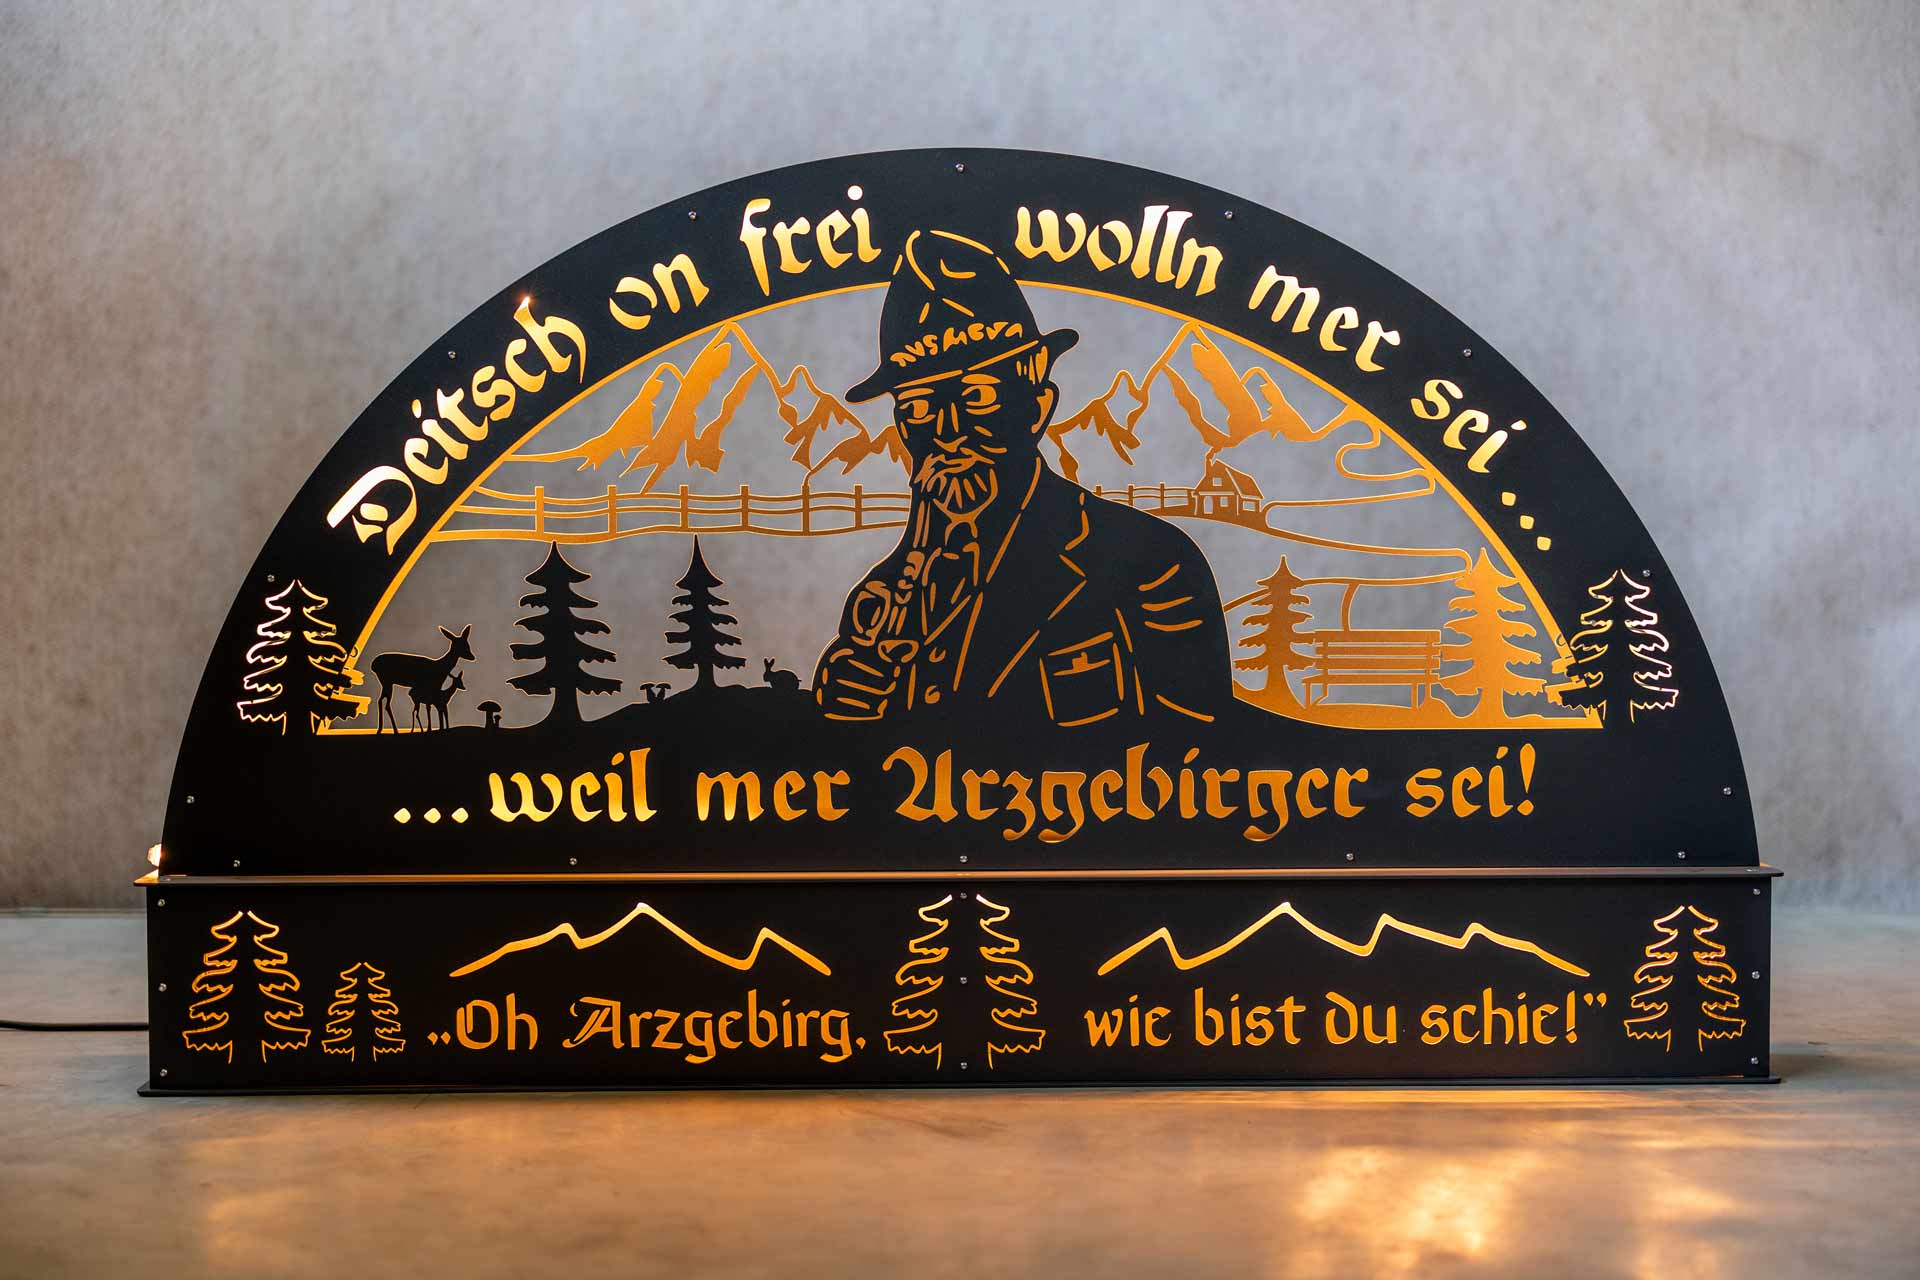 Deitsch on frei wolln mer sei...
...weil mer Arzgebirger sei!
„Oh Arzgebirg,
wie bist du schie!”